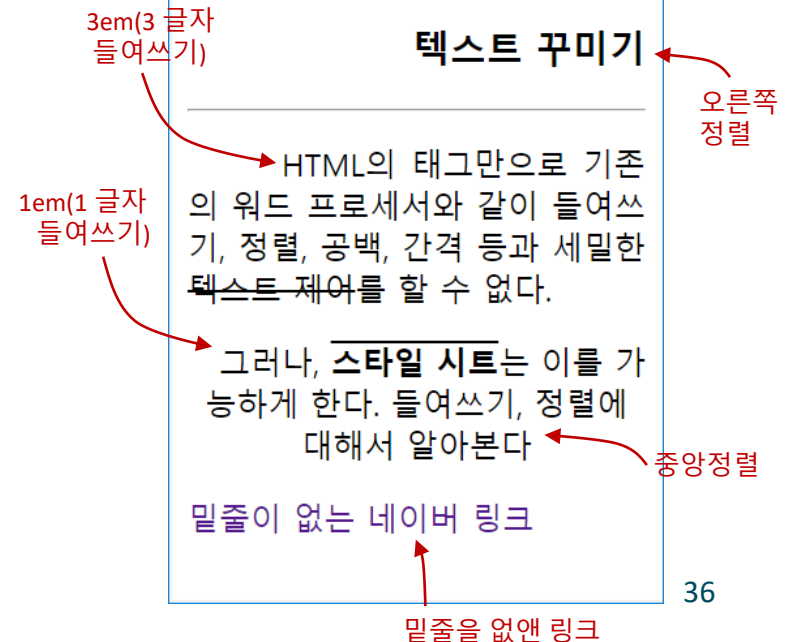 3em(3 글자
들여쓰기)
텍스트 꾸미기
오른쪽
정렬
HTML의 태그만으로 기존
의 워드 프로세서와 같이 들여쓰
기, 정렬, 공백, 간격 등과 세밀한
텍스트 제어를 할 수 없다.
1em(1 글자
들여쓰기)
그러나, 스타일 시트는 이를 가
능하게 한다. 들여쓰기, 정렬에
대해서 알아본다
중앙정렬
밑줄이 없는 네이버 링크
36
밑줄을 없앤 링크